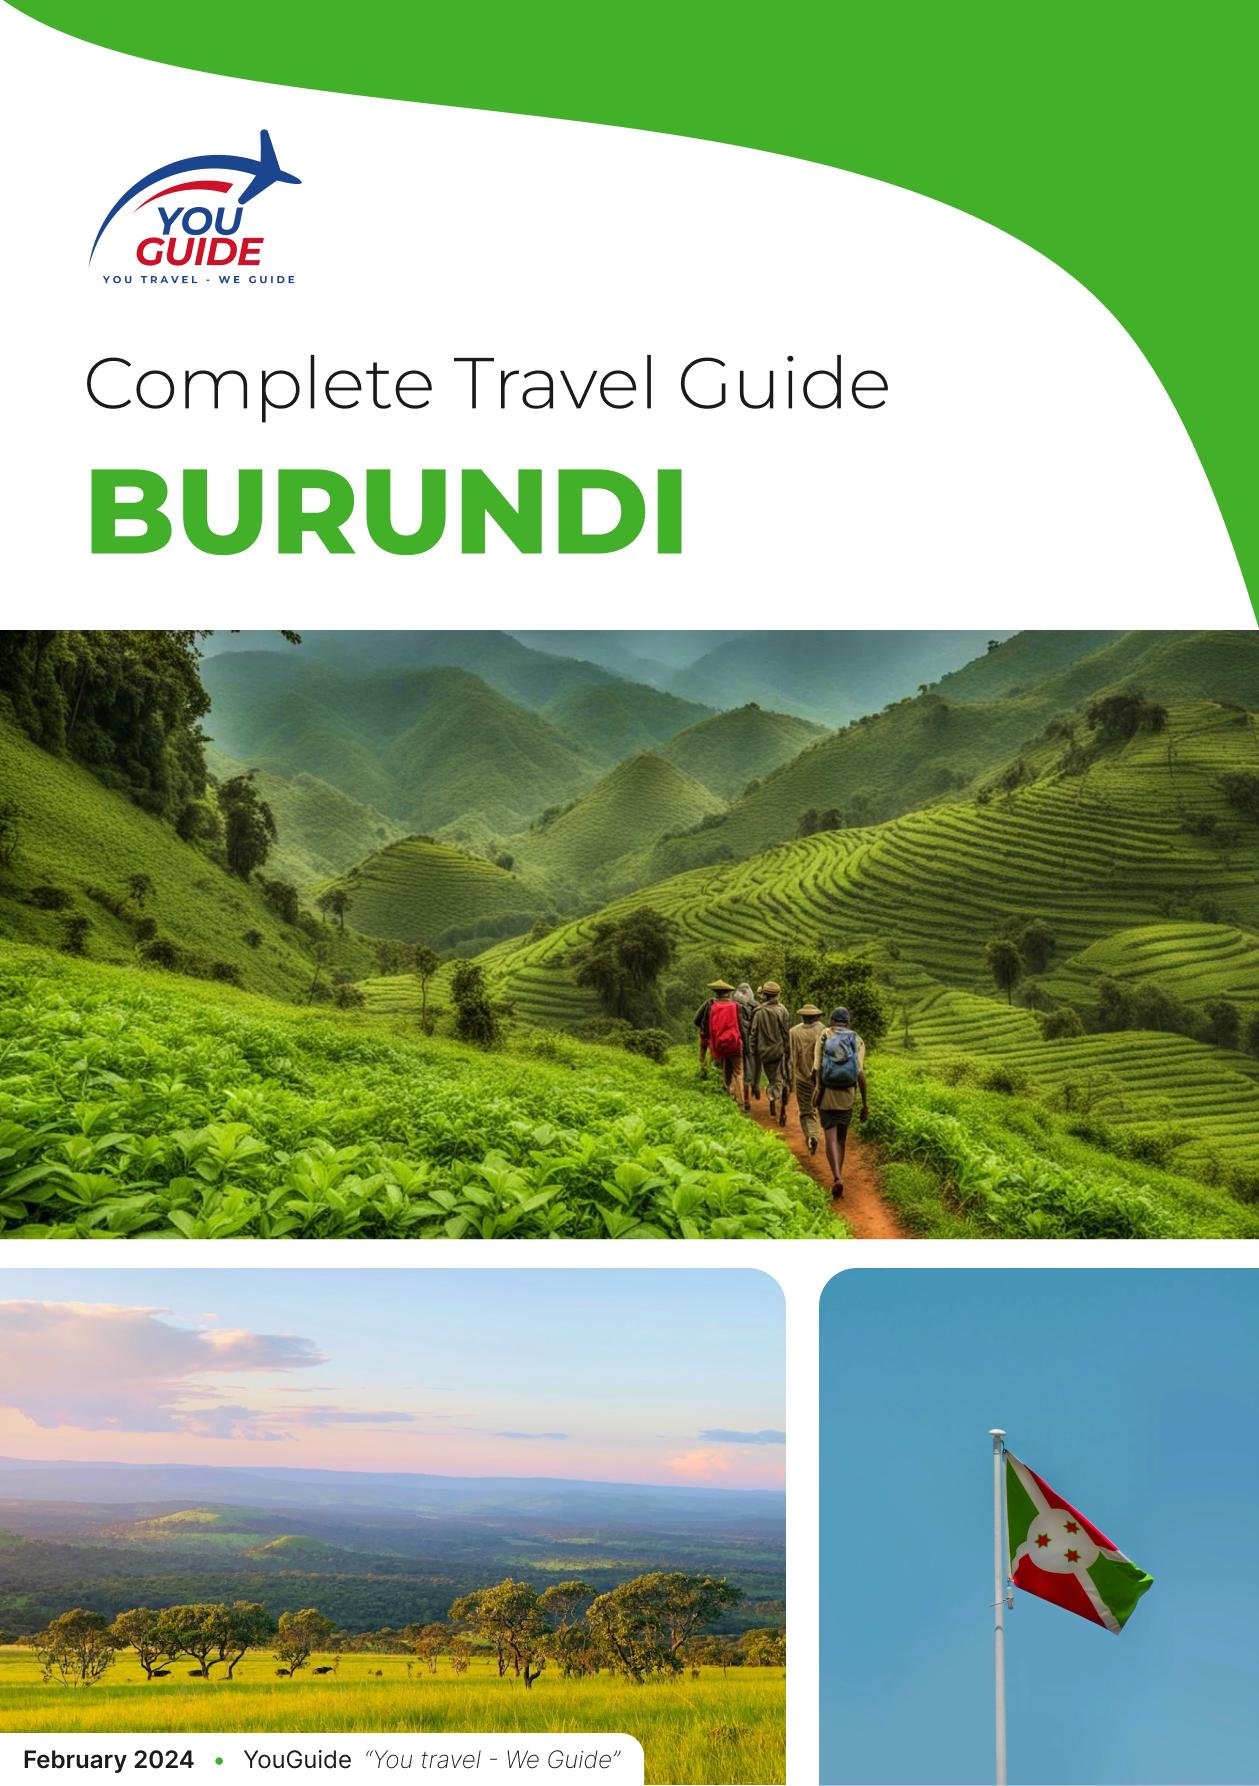 YOU
GUIDE
YOU TRAVEL - WE GUIDE
Complete Travel Guide
BURUNDI
February 2024 • YouGuide “You travel - We Guide”